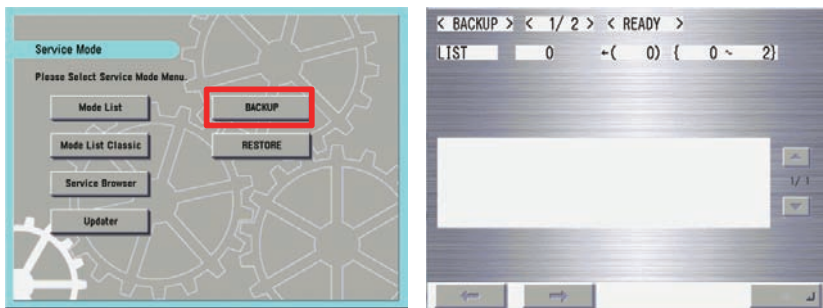 Service Mode
Please Select Service Mode Menu.
Mode List
BACKUP
Mode List Classic
RESTORE
Service Browser
Updater
< BACKUP > < 1/ 2 > < READY >
LIST 0 ←( 0) { 0 ~ 2}
1/ 1